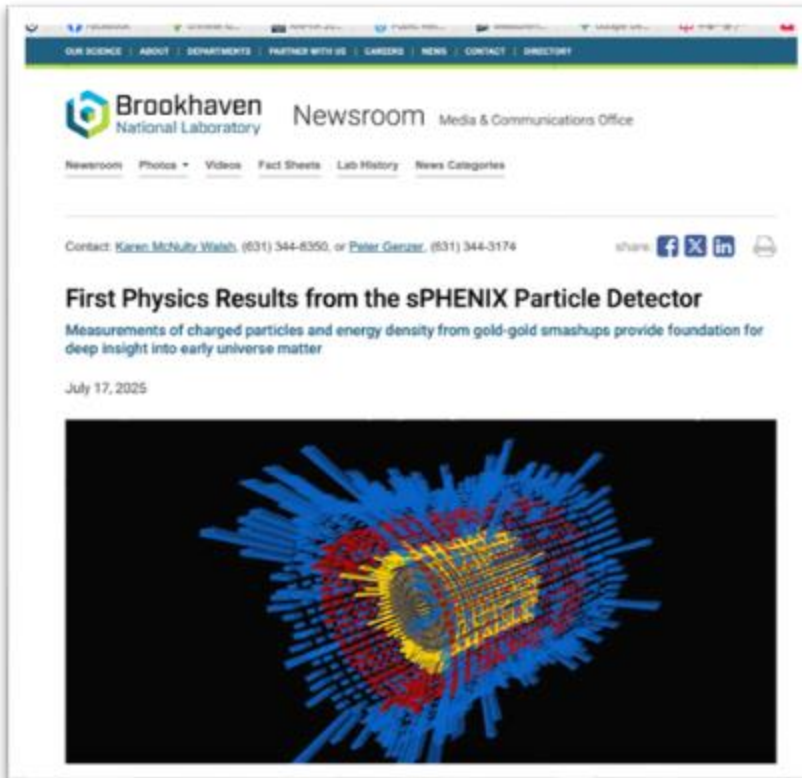 OUR SCIENCE | ABOUT | DEPARTMENTS | PARTNER WITH US | CAREERS | NEWS | CONTACT | DIRECTORY
Brookhaven
National Laboratory
Newsroom Media & Communications Office
Newsroom Photos Videos Fact Sheets Lab History News Categories
Contact: Karen McNulty Walsh, (631) 344-8350, or Peter Genzer, (631) 344-3174
share:
First Physics Results from the sPHENIX Particle Detector
Measurements of charged particles and energy density from gold-gold smashups provide foundation for
deep insight into early universe matter
July 17, 2025